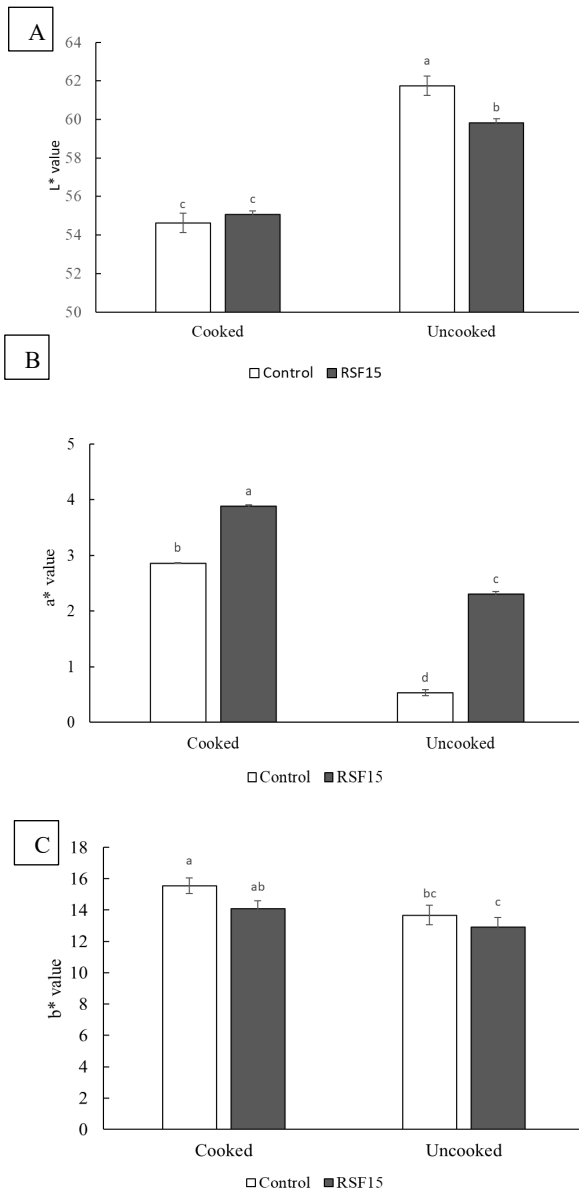 A
64
62
60
58
56
54
52
50
L* value
a
b
c
c
Cooked
Uncooked
Control
RSF15
B
5
4
3
2
1
0
a* value
a
b
c
d
Cooked
Uncooked
Control
RSF15
C
18
16
14
12
10
8
6
4
2
0
b* value
a
ab
bc
c
Cooked
Uncooked
Control
RSF15